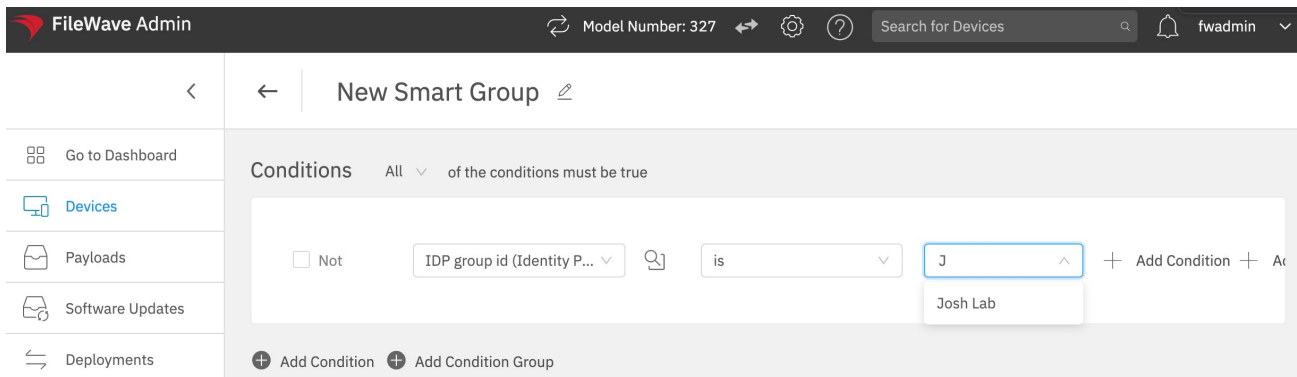 FileWave Admin
Model Number: 327
Search for Devices
fwadmin
New Smart Group
Go to Dashboard
Conditions All of the conditions must be true
Devices
Payloads
Not IDP group id (Identity P... is J Add Condition
Josh Lab
Software Updates
Deployments
Add Condition Add Condition Group